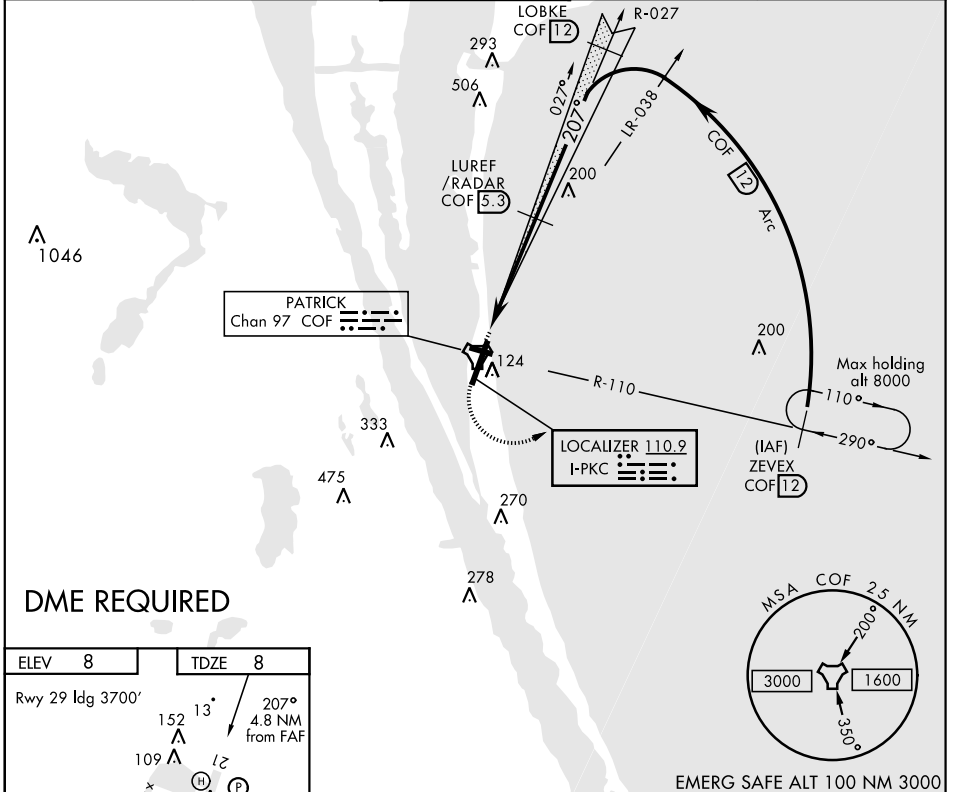 LOBKE
COF 12
R-027
293
506
027°
207°
LR-038
COF 12 Arc
LUREF
/RADAR
COF 5.3
200
1046
PATRICK
Chan 97 COF
124
200
R-110
Max holding
alt 8000
110°
290°
(IAF)
ZEVEX
COF 12
LOCALIZER 110.9
I-PKC
333
475
270
278
DME REQUIRED
MSA COF 25 NM
200°
3000
1600
350°
EMERG SAFE ALT 100 NM 3000
ELEV 8
TDZE 8
Rwy 29 ldg 3700'
13
207°
4.8 NM
from FAF
152
109
21
x
H
P